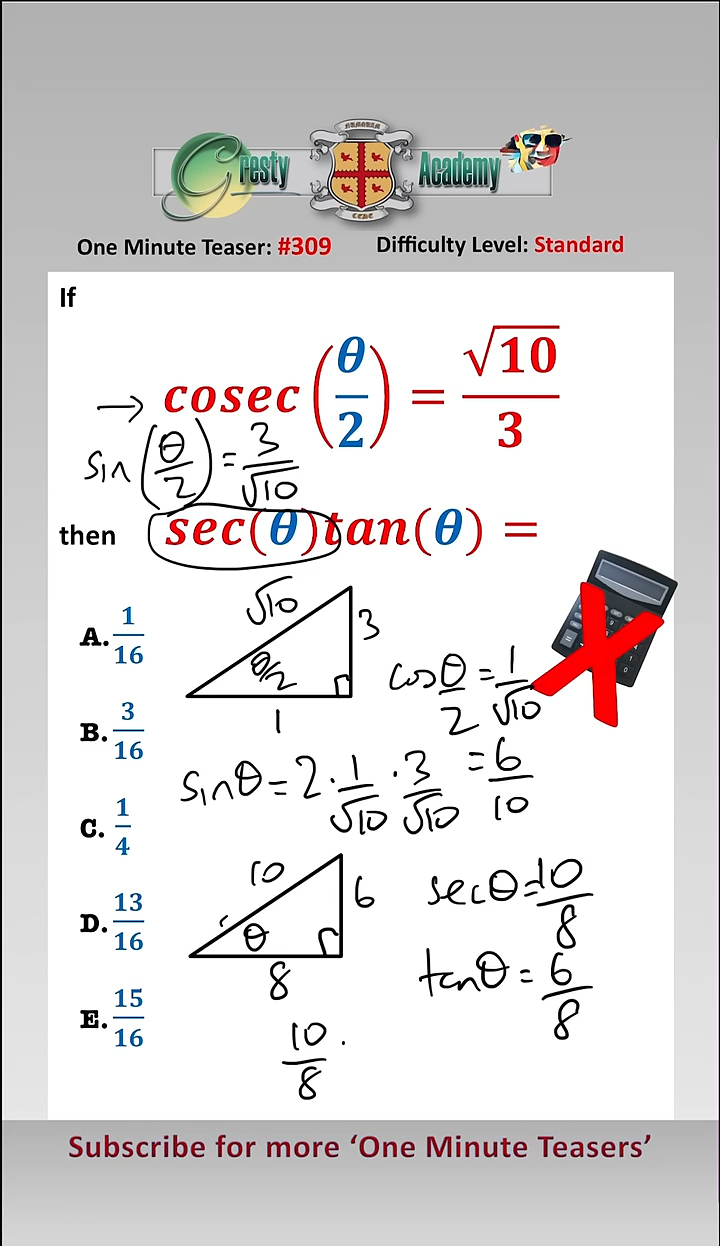 NUMORUM
Cresty Academy
CEDE
One Minute Teaser: #309 Difficulty Level: Standard
If
→ cosec(θ/2) = √10/3
sin(θ/2) = 3/√10
then sec(θ)tan(θ) =
A. 1/16
√10
3
θ/2
1
cos θ/2 = 1/√10
B. 3/16
sinθ = 2·1/√10·3/√10 = 6/10
C. 1/4
10
6
θ
8
secθ = 10/8
D. 13/16
tanθ = 6/8
E. 15/16
10/8 ·
Subscribe for more ‘One Minute Teasers’